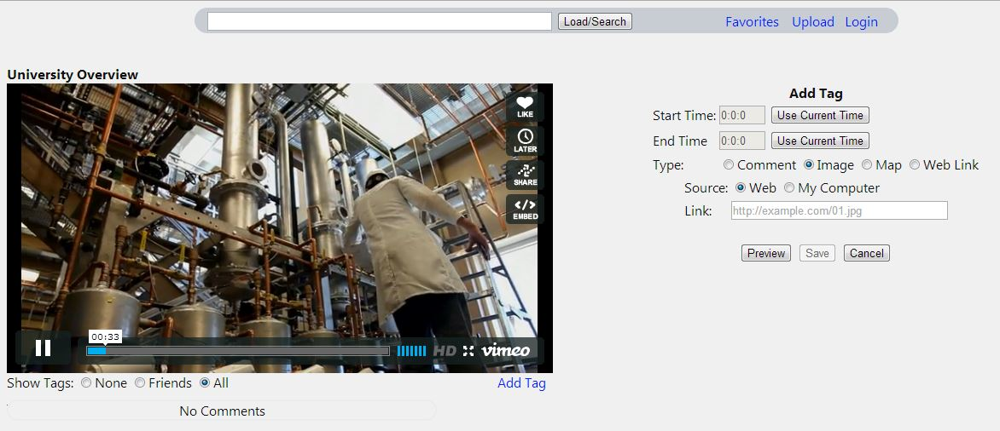 Load/Search Favorites Upload Login
University Overview
LIKE
LATER
SHARE
EMBED
00:33
HD vimeo
Show Tags: None Friends All Add Tag
No Comments
Add Tag
Start Time: 0:0:0 Use Current Time
End Time 0:0:0 Use Current Time
Type: Comment Image Map Web Link
Source: Web My Computer
Link: http://example.com/01.jpg
Preview Save Cancel